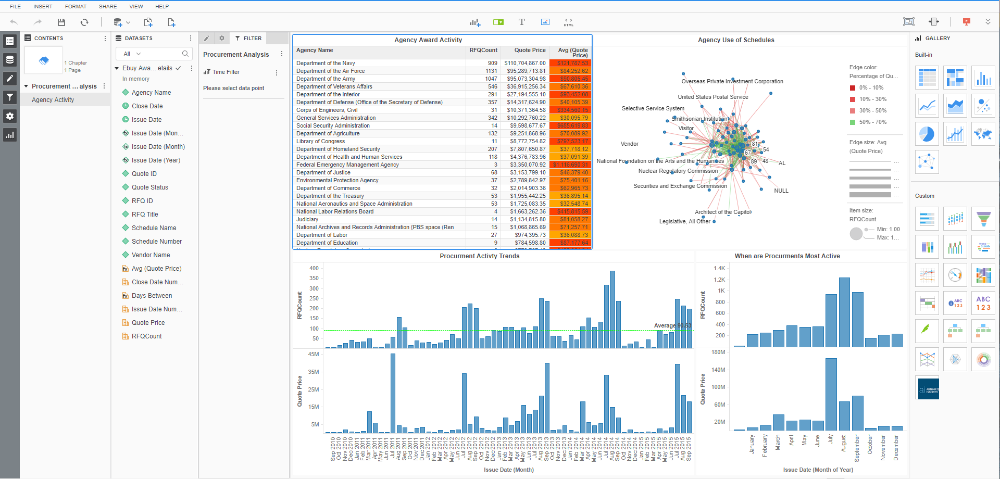 FILE INSERT FORMAT SHARE VIEW HELP
HTML
CONTENTS
1 Chapter
1 Page
Procurement ... alysis
Agency Activity
DATASETS
All
Ebuy Awa... etails
In memory
Agency Name
Close Date
Issue Date
Issue Date (Mon...
Issue Date (Month)
Issue Date (Year)
Quote ID
Quote Status
RFQ ID
RFQ Title
Schedule Name
Schedule Number
Vendor Name
Avg (Quote Price)
Close Date Num...
Days Between
Issue Date Num...
Quote Price
RFQCount
FILTER
Procurement Analysis
Time Filter
Please select data point
Agency Award Activity
Agency Name RFQCount Quote Price Avg (Quote Price)
Department of the Navy 909 $110,704,867.00 $121,787.53
Department of the Air Force 1131 $95,289,713.81 $84,252.62
Department of the Army 1047 $95,073,304.98 $90,805.45
Department of Veterans Affairs 546 $36,915,256.34 $67,610.36
Department of the Interior 291 $27,194,555.10 $93,452.08
Department of Defense (Office of the Secretary of Defense) 357 $14,317,624.90 $40,105.39
Corps of Engineers, Civil 31 $10,371,364.58 $334,560.15
General Services Administration 342 $10,292,760.22 $30,095.79
Social Security Administration 14 $9,598,677.67 $685,619.83
Department of Agriculture 132 $9,251,868.96 $70,089.92
Library of Congress 11 $8,772,754.82 $797,523.17
Department of Homeland Security 207 $7,807,650.87 $37,718.12
Department of Health and Human Services 118 $4,376,783.96 $37,091.39
Federal Emergency Management Agency 3 $3,350,070.92 $1,116,690.31
Department of Justice 68 $3,153,799.10 $46,379.40
Environmental Protection Agency 37 $2,789,842.97 $75,401.16
Department of Commerce 32 $2,014,903.36 $62,965.73
Department of the Treasury 53 $1,955,442.25 $36,895.14
National Aeronautics and Space Administration 53 $1,725,083.35 $32,548.74
National Labor Relations Board 4 $1,663,262.36 $415,815.59
Judiciary 14 $1,134,815.80 $81,058.27
National Archives and Records Administration {PBS space (Ren 15 $1,068,865.69 $71,257.71
Department of Labor 27 $974,395.73 $36,088.73
Department of Education 9 $784,598.80 $87,177.64
Agency Use of Schedules
Overseas Private Investment Corporation
United States Postal Service
Selective Service System
Smithsonian Institution
Visitor
Vendor
81
54
67
National Foundation on the Arts and the Humanities
89 48
AL
Nuclear Regulatory Commission
Securities and Exchange Commission
NULL
Architect of the Capitol
Legislative, All Other
Edge color:
Percentage of Qu...
0% - 10%
10% - 30%
30% - 50%
50% - 70%
Edge size: Avg
(Quote Price)
...
...
...
...
...
Item size:
RFQCount
Min: 1.00
Max: 1...
Procurment Activty Trends
RFQCount
400
350
300
250
200
150
100
50
Average 90.53
Quote Price
45M
35M
25M
15M
5M
Sep 2010 Oct 2010 Nov 2010 Dec 2010 Jan 2011 Feb 2011 Mar 2011 Apr 2011 May 2011 Jun 2011 Jul 2011 Aug 2011 Sep 2011 Oct 2011 Nov 2011 Dec 2011 Jan 2012 Feb 2012 Mar 2012 Apr 2012 May 2012 Jun 2012 Jul 2012 Aug 2012 Sep 2012 Oct 2012 Nov 2012 Dec 2012 Jan 2013 Feb 2013 Mar 2013 Apr 2013 May 2013 Jun 2013 Jul 2013 Aug 2013 Sep 2013 Oct 2013 Nov 2013 Dec 2013 Jan 2014 Feb 2014 Mar 2014 Apr 2014 May 2014 Jun 2014 Jul 2014 Aug 2014 Sep 2014 Oct 2014 Nov 2014 Dec 2014 Jan 2015 Feb 2015 Mar 2015 Apr 2015 May 2015 Jun 2015 Jul 2015 Aug 2015 Sep 2015
Issue Date (Month)
When are Procurments Most Active
RFQCount
1.4K
1.2K
1K
800
600
400
200
Quote Price
180M
140M
100M
60M
20M
January February March April May June July August September October November December
Issue Date (Month of Year)
GALLERY
Built-in
Custom
WORD
CLOUD
ABC
123
ABC
123
ai AUTOMATED
INSIGHTS